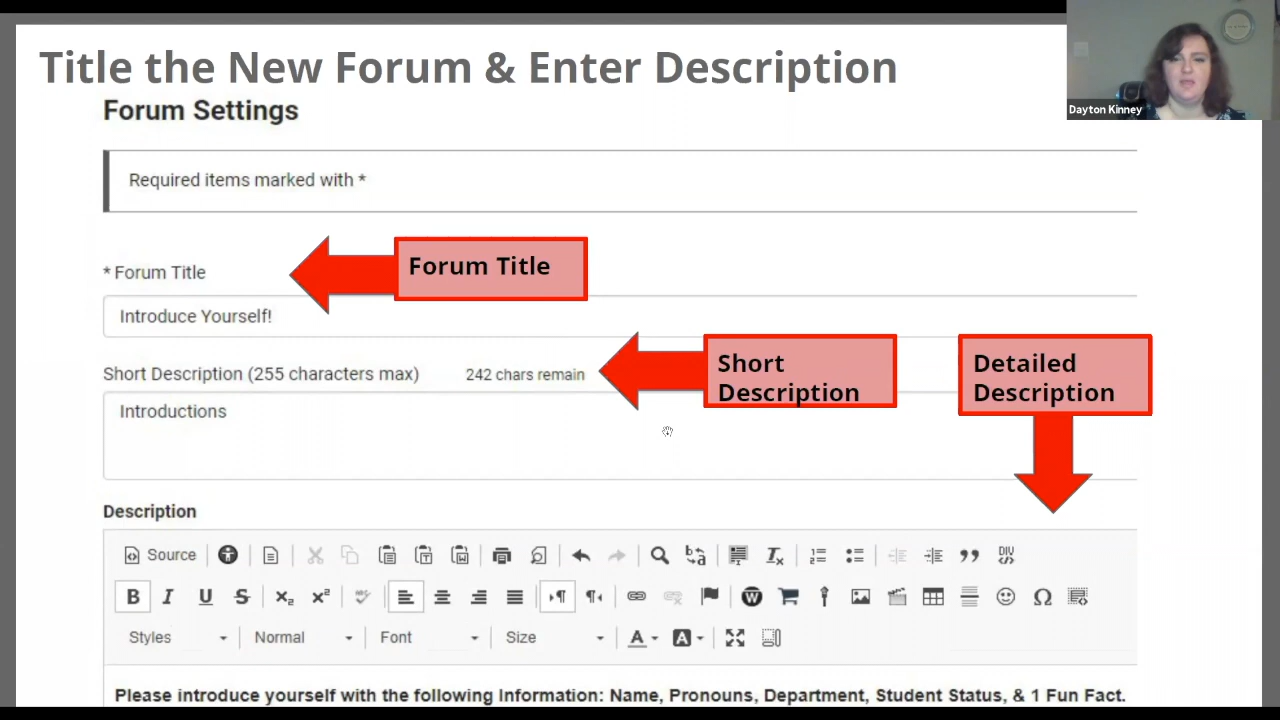 Title the New Forum & Enter Description
Dayton Kinney
Forum Settings
Required items marked with *
* Forum Title
Forum Title
Introduce Yourself!
Short Description (255 characters max) 242 chars remain
Short
Description
Detailed
Description
Introductions
Description
Source
Styles Normal Font Size
Please introduce yourself with the following Information: Name, Pronouns, Department, Student Status, & 1 Fun Fact.